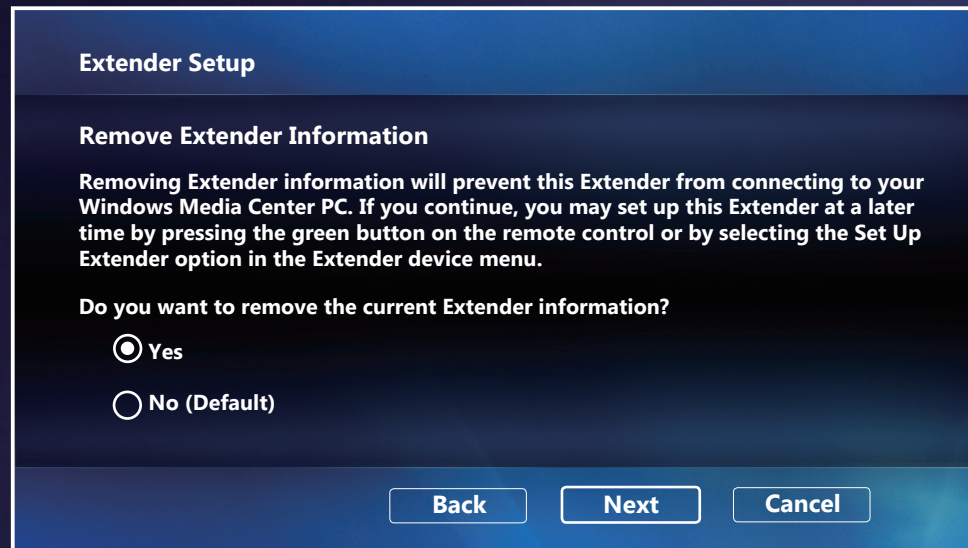 Extender Setup
Remove Extender Information
Removing Extender information will prevent this Extender from connecting to your
Windows Media Center PC. If you continue, you may set up this Extender at a later
time by pressing the green button on the remote control or by selecting the Set Up
Extender option in the Extender device menu.
Do you want to remove the current Extender information?
Yes
No (Default)
Back Next Cancel